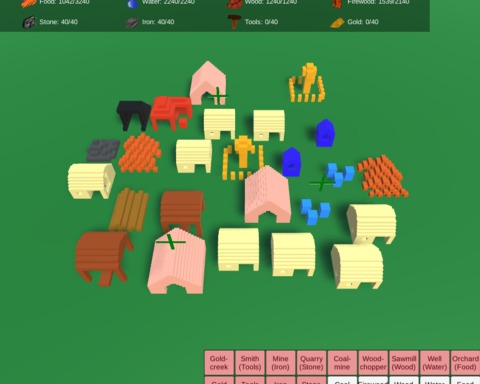 Food: 1042/3240 Water: 2240/2240 Wood: 1240/1240 Firewood: 1539/2140
Stone: 40/40 Iron: 40/40 Tools: 0/40 Gold: 0/40
Gold-creek Smith (Tools) Mine (Iron) Quarry (Stone) Coal-mine Wood-chopper Sawmill (Wood) Well (Water) Orchard (Food)